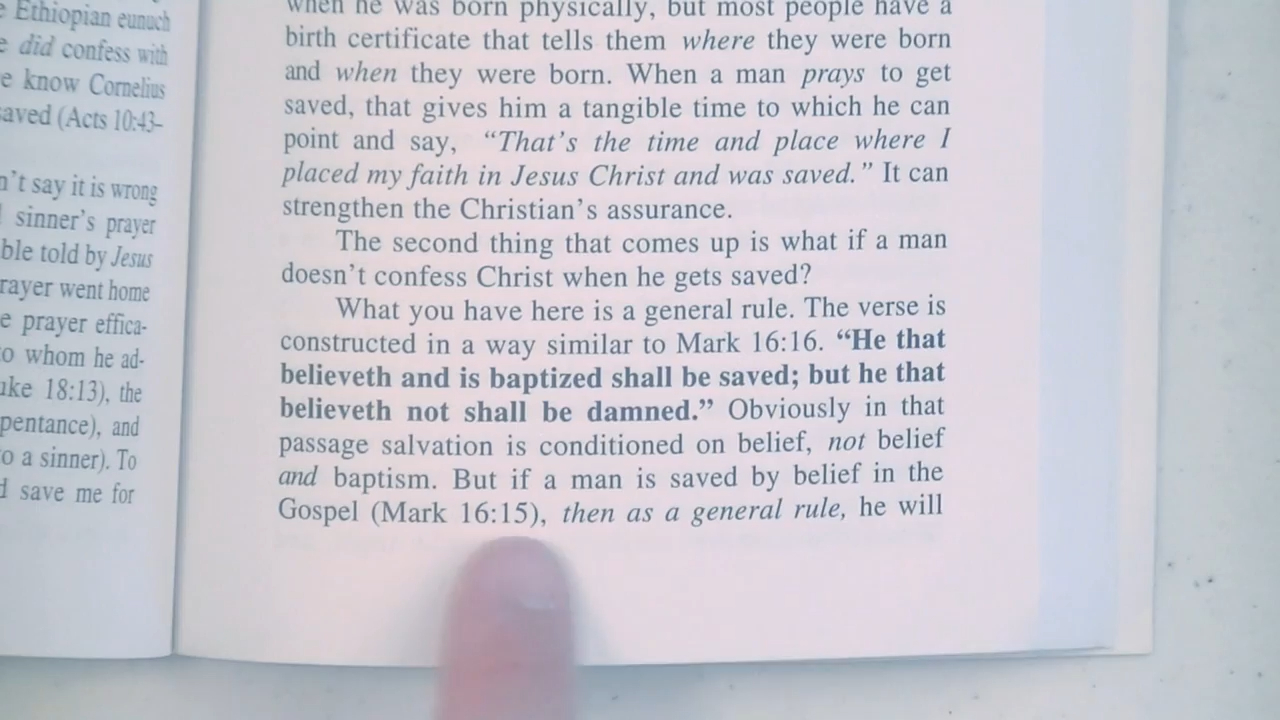 Ethiopian eunuch
did confess with
e know Cornelius
saved (Acts 10:43-
n't say it is wrong
sinner's prayer
ble told by Jesus
rayer went home
e prayer effica-
o whom he ad-
uke 18:13), the
pentance), and
o a sinner). To
d save me for
when he was born physically, but most people have a
birth certificate that tells them where they were born
and when they were born. When a man prays to get
saved, that gives him a tangible time to which he can
point and say, “That's the time and place where I
placed my faith in Jesus Christ and was saved.” It can
strengthen the Christian's assurance.
The second thing that comes up is what if a man
doesn't confess Christ when he gets saved?
What you have here is a general rule. The verse is
constructed in a way similar to Mark 16:16. “He that
believeth and is baptized shall be saved; but he that
believeth not shall be damned.” Obviously in that
passage salvation is conditioned on belief, not belief
and baptism. But if a man is saved by belief in the
Gospel (Mark 16:15), then as a general rule, he will